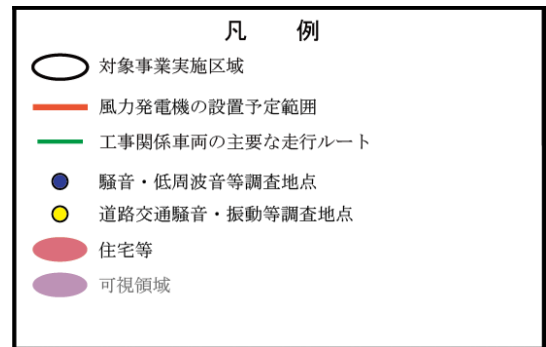 凡 例
対象事業実施区域
風力発電機の設置予定範囲
工事関係車両の主要な走行ルート
騒音・低周波音等調査地点
道路交通騒音・振動等調査地点
住宅等
可視領域